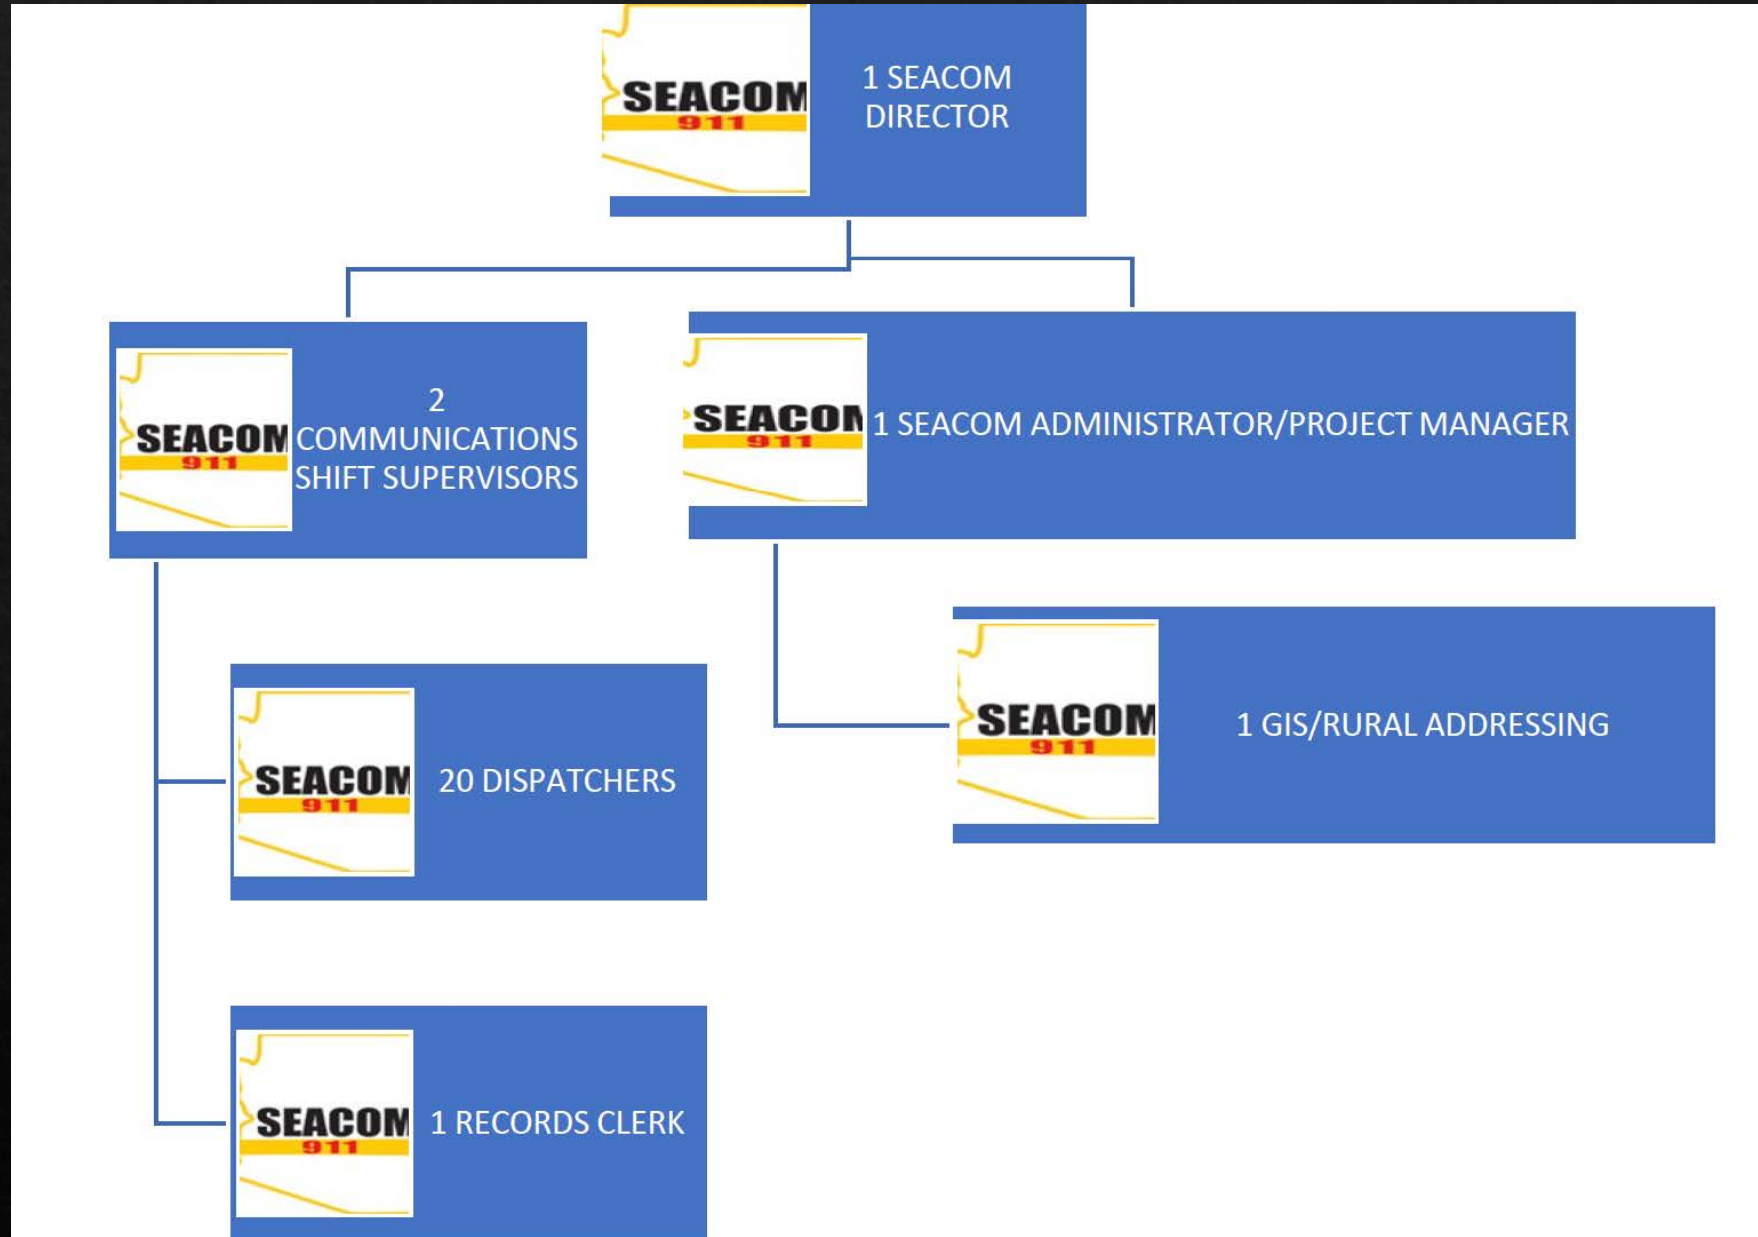 SEACOM
911
1 SEACOM
DIRECTOR
SEACOM
911
2
COMMUNICATIONS
SHIFT SUPERVISORS
SEACOM
911
1 SEACOM ADMINISTRATOR/PROJECT MANAGER
SEACOM
911
1 GIS/RURAL ADDRESSING
SEACOM
911
20 DISPATCHERS
SEACOM
911
1 RECORDS CLERK